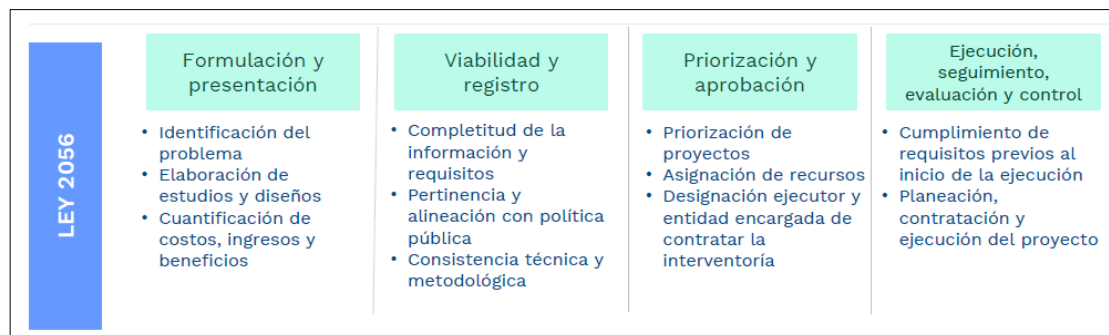 LEY 2056
Formulación y
presentación
• Identificación del
problema
• Elaboración de
estudios y diseños
• Cuantificación de
costos, ingresos y
beneficios
Viabilidad y
registro
• Completitud de la
información y
requisitos
• Pertinencia y
alineación con política
pública
• Consistencia técnica y
metodológica
Priorización y
aprobación
• Priorización de
proyectos
• Asignación de recursos
• Designación ejecutor y
entidad encargada de
contratar la
interventoría
Ejecución,
seguimiento,
evaluación y control
• Cumplimiento de
requisitos previos al
inicio de la ejecución
• Planeación,
contratación y
ejecución del proyecto